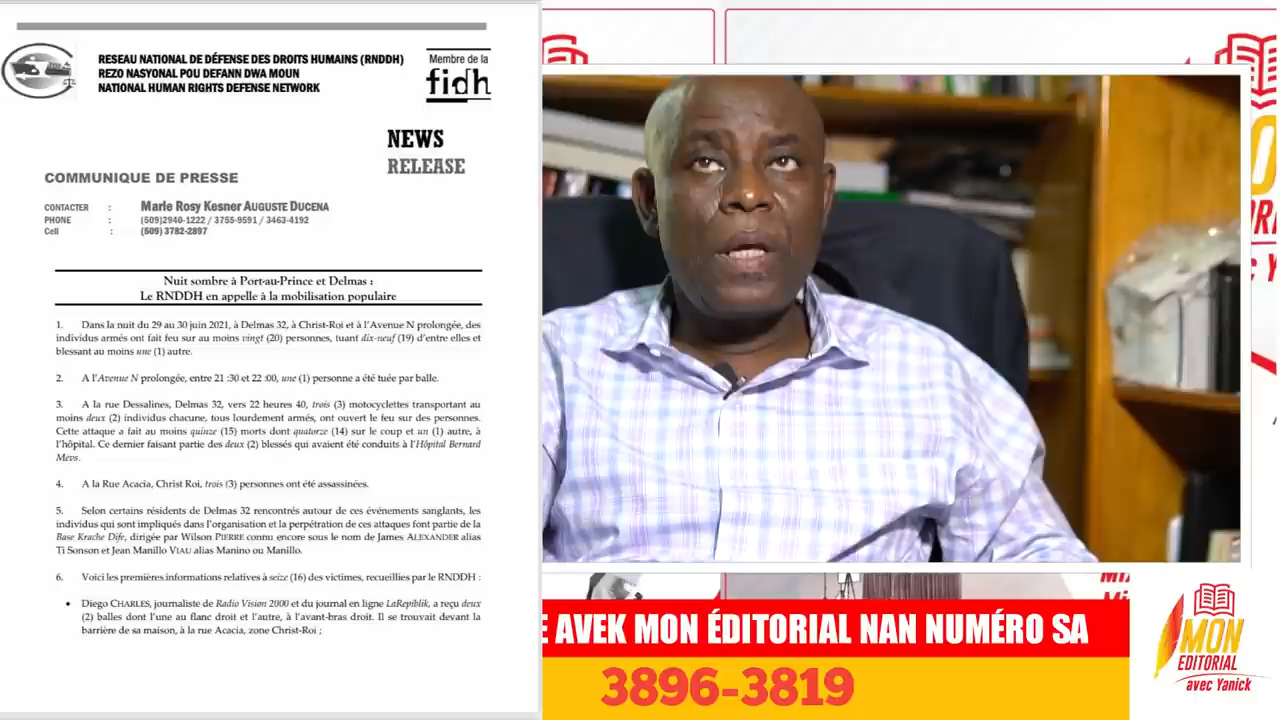 RESEAU NATIONAL DE DÉFENSE DES DROITS HUMAINS (RNDDH)
REZO NASYONAL POU DEFANN DWA MOUN
NATIONAL HUMAN RIGHTS DEFENSE NETWORK
Membre de la
fidh
NEWS
RELEASE
COMMUNIQUE DE PRESSE
CONTACTER : Marie Rosy Kesner AUGUSTE DUCENA
PHONE : (509)2940-1222 / 3755-9591 / 3463-4192
Cell : (509) 3782-2897
Nuit sombre à Port-au-Prince et Delmas :
Le RNDDH en appelle à la mobilisation populaire
1. Dans la nuit du 29 au 30 juin 2021, à Delmas 32, à Christ-Roi et à l'Avenue N prolongée, des
individus armés ont fait feu sur au moins vingt (20) personnes, tuant dix-neuf (19) d'entre elles et
blessant au moins une (1) autre.
2. A l'Avenue N prolongée, entre 21 :30 et 22 :00, une (1) personne a été tuée par balle.
3. A la rue Dessalines, Delmas 32, vers 22 heures 40, trois (3) motocyclettes transportant au
moins deux (2) individus chacune, tous lourdement armés, ont ouvert le feu sur des personnes.
Cette attaque a fait au moins quinze (15) morts dont quatorze (14) sur le coup et un (1) autre, à
l'hôpital. Ce dernier faisant partie des deux (2) blessés qui avaient été conduits à l'Hôpital Bernard
Mevs.
4. A la Rue Acacia, Christ Roi, trois (3) personnes ont été assassinées.
5. Selon certains résidents de Delmas 32 rencontrés autour de ces événements sanglants, les
individus qui sont impliqués dans l'organisation et la perpétration de ces attaques font partie de la
Base Krache Dife, dirigée par Wilson PIERRE connu encore sous le nom de James ALEXANDER alias
Ti Sonson et Jean Manillo VIAU alias Manino ou Manillo.
6. Voici les premières informations relatives à seize (16) des victimes, recueillies par le RNDDH :
• Diego CHARLES, journaliste de Radio Vision 2000 et du journal en ligne LaRepiblik, a reçu deux
(2) balles dont l'une au flanc droit et l'autre, à l'avant-bras droit. Il se trouvait devant la
barrière de sa maison, à la rue Acacia, zone Christ-Roi ;
E AVEK MON ÉDITORIAL NAN NUMÉRO SA
3896-3819
MON
EDITORIAL
avec Yanick